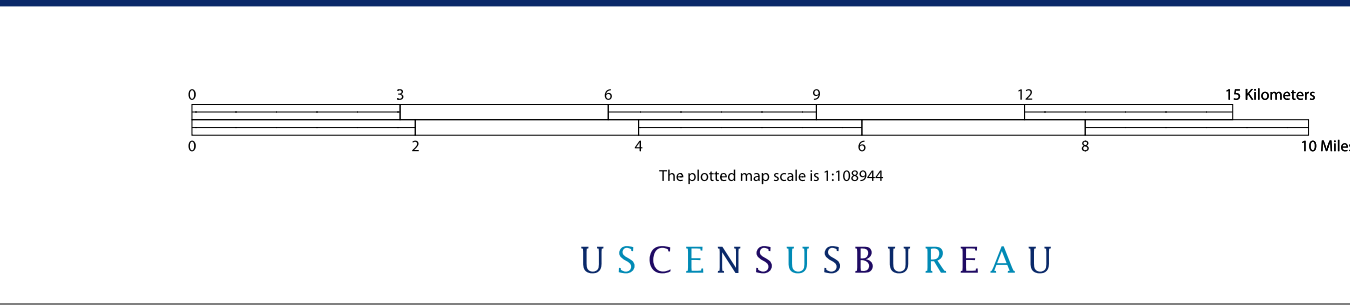 0 3 6 9 12 15 Kilometers
0 2 4 6 8 10 Miles
The plotted map scale is 1:108944
USCENSUSBUREAU